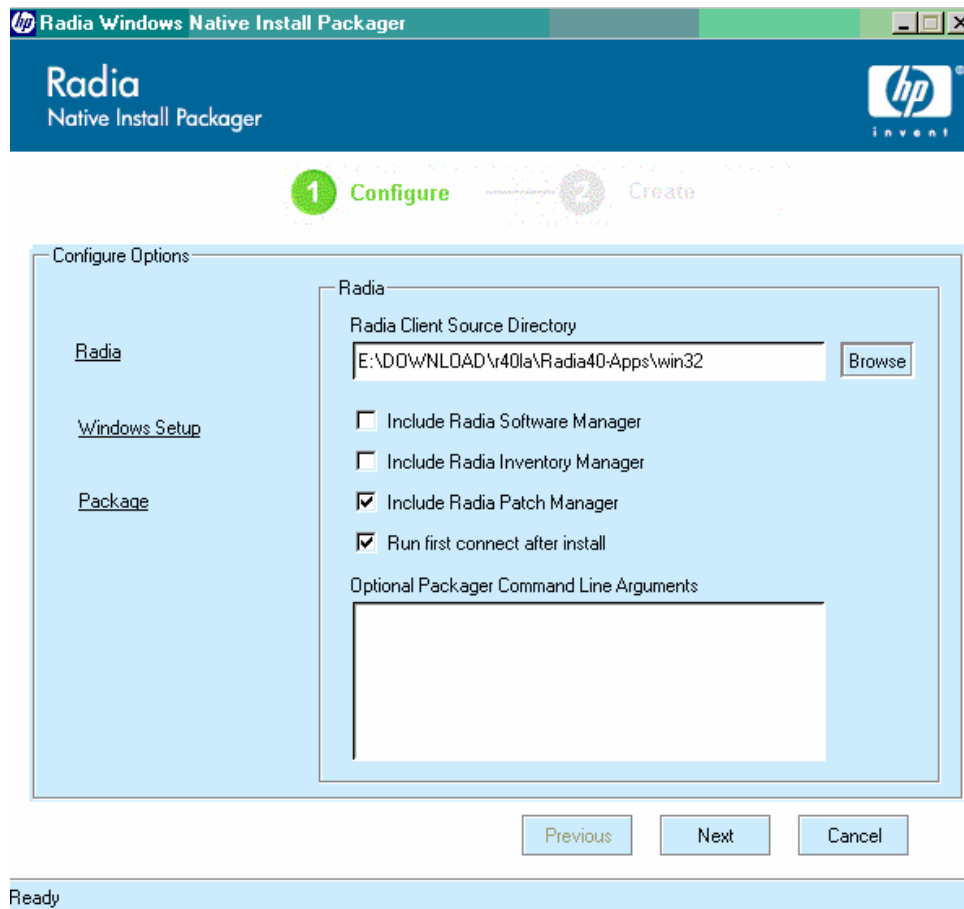 hp Radia Windows Native Install Packager
Radia
Native Install Packager
hp
®
invent
1 Configure
2 Create
Configure Options
Radia
Windows Setup
Package
Radia
Radia Client Source Directory
E:\DOWNLOAD\r40la\Radia40-Apps\win32
Browse
Include Radia Software Manager
Include Radia Inventory Manager
Include Radia Patch Manager
Run first connect after install
Optional Packager Command Line Arguments
Previous Next Cancel
Ready